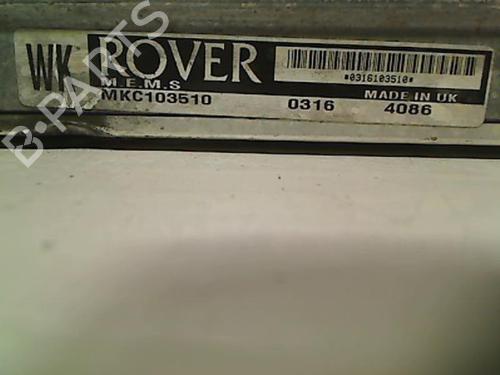 WK ROVER
M.E.M.S
*0316103510*
MADE IN UK
MKC103510 0316 4086
B-PARTS